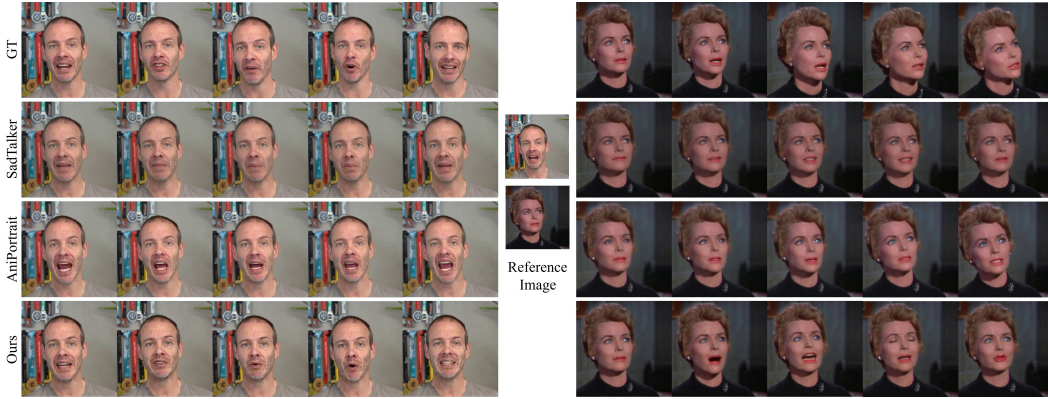 GT
SadTalker
AniPortrait
Ours
Reference
Image